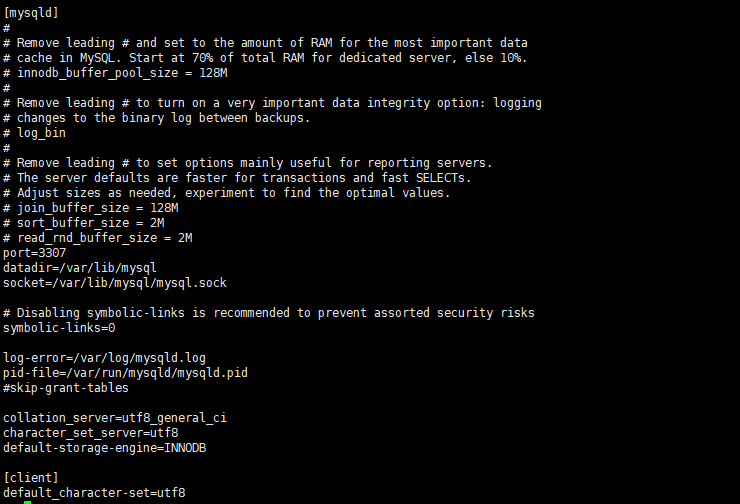 [mysqld]
#
# Remove leading # and set to the amount of RAM for the most important data
# cache in MySQL. Start at 70% of total RAM for dedicated server, else 10%.
# innodb_buffer_pool_size = 128M
#
# Remove leading # to turn on a very important data integrity option: logging
# changes to the binary log between backups.
# log_bin
#
# Remove leading # to set options mainly useful for reporting servers.
# The server defaults are faster for transactions and fast SELECTs.
# Adjust sizes as needed, experiment to find the optimal values.
# join_buffer_size = 128M
# sort_buffer_size = 2M
# read_rnd_buffer_size = 2M
port=3307
datadir=/var/lib/mysql
socket=/var/lib/mysql/mysql.sock

# Disabling symbolic-links is recommended to prevent assorted security risks
symbolic-links=0

log-error=/var/log/mysqld.log
pid-file=/var/run/mysqld/mysqld.pid
#skip-grant-tables

collation_server=utf8_general_ci
character_set_server=utf8
default-storage-engine=INNODB

[client]
default_character-set=utf8